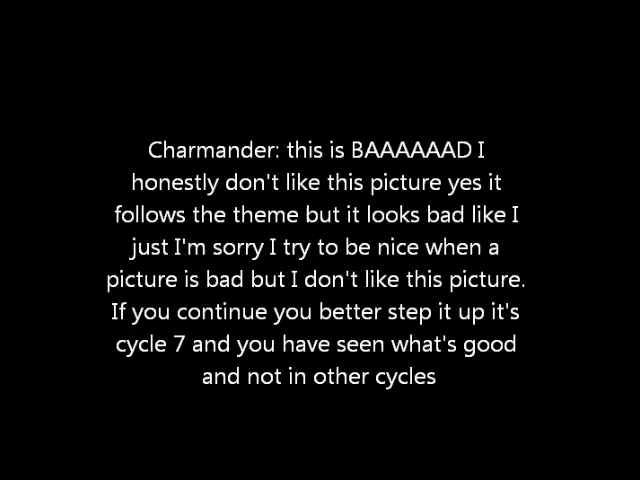 Charmander: this is BAAAAAAD I
honestly don't like this picture yes it
follows the theme but it looks bad like I
just I'm sorry I try to be nice when a
picture is bad but I don't like this picture.
If you continue you better step it up it's
cycle 7 and you have seen what's good
and not in other cycles